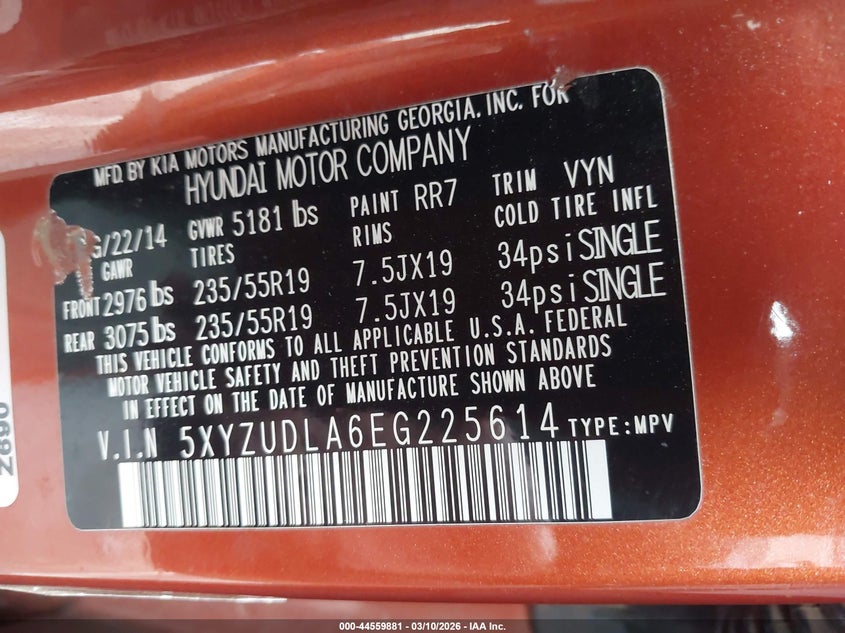 MFD. BY KIA MOTORS MANUFACTURING GEORGIA, INC. FOR
HYUNDAI MOTOR COMPANY
G/22/14 GVWR 5181 lbs PAINT RR7 TRIM VYN
GAWR TIRES RIMS COLD TIRE INFL
FRONT 2976 lbs 235/55R19 7.5JX19 34psi SINGLE
REAR 3075 lbs 235/55R19 7.5JX19 34psi SINGLE
THIS VEHICLE CONFORMS TO ALL APPLICABLE U.S.A. FEDERAL
MOTOR VEHICLE SAFETY AND THEFT PREVENTION STANDARDS
IN EFFECT ON THE DATE OF MANUFACTURE SHOWN ABOVE
V.I.N 5XYZUDLA6EG225614 TYPE:MPV
000-44559881 - 03/10/2026 - IAA Inc.